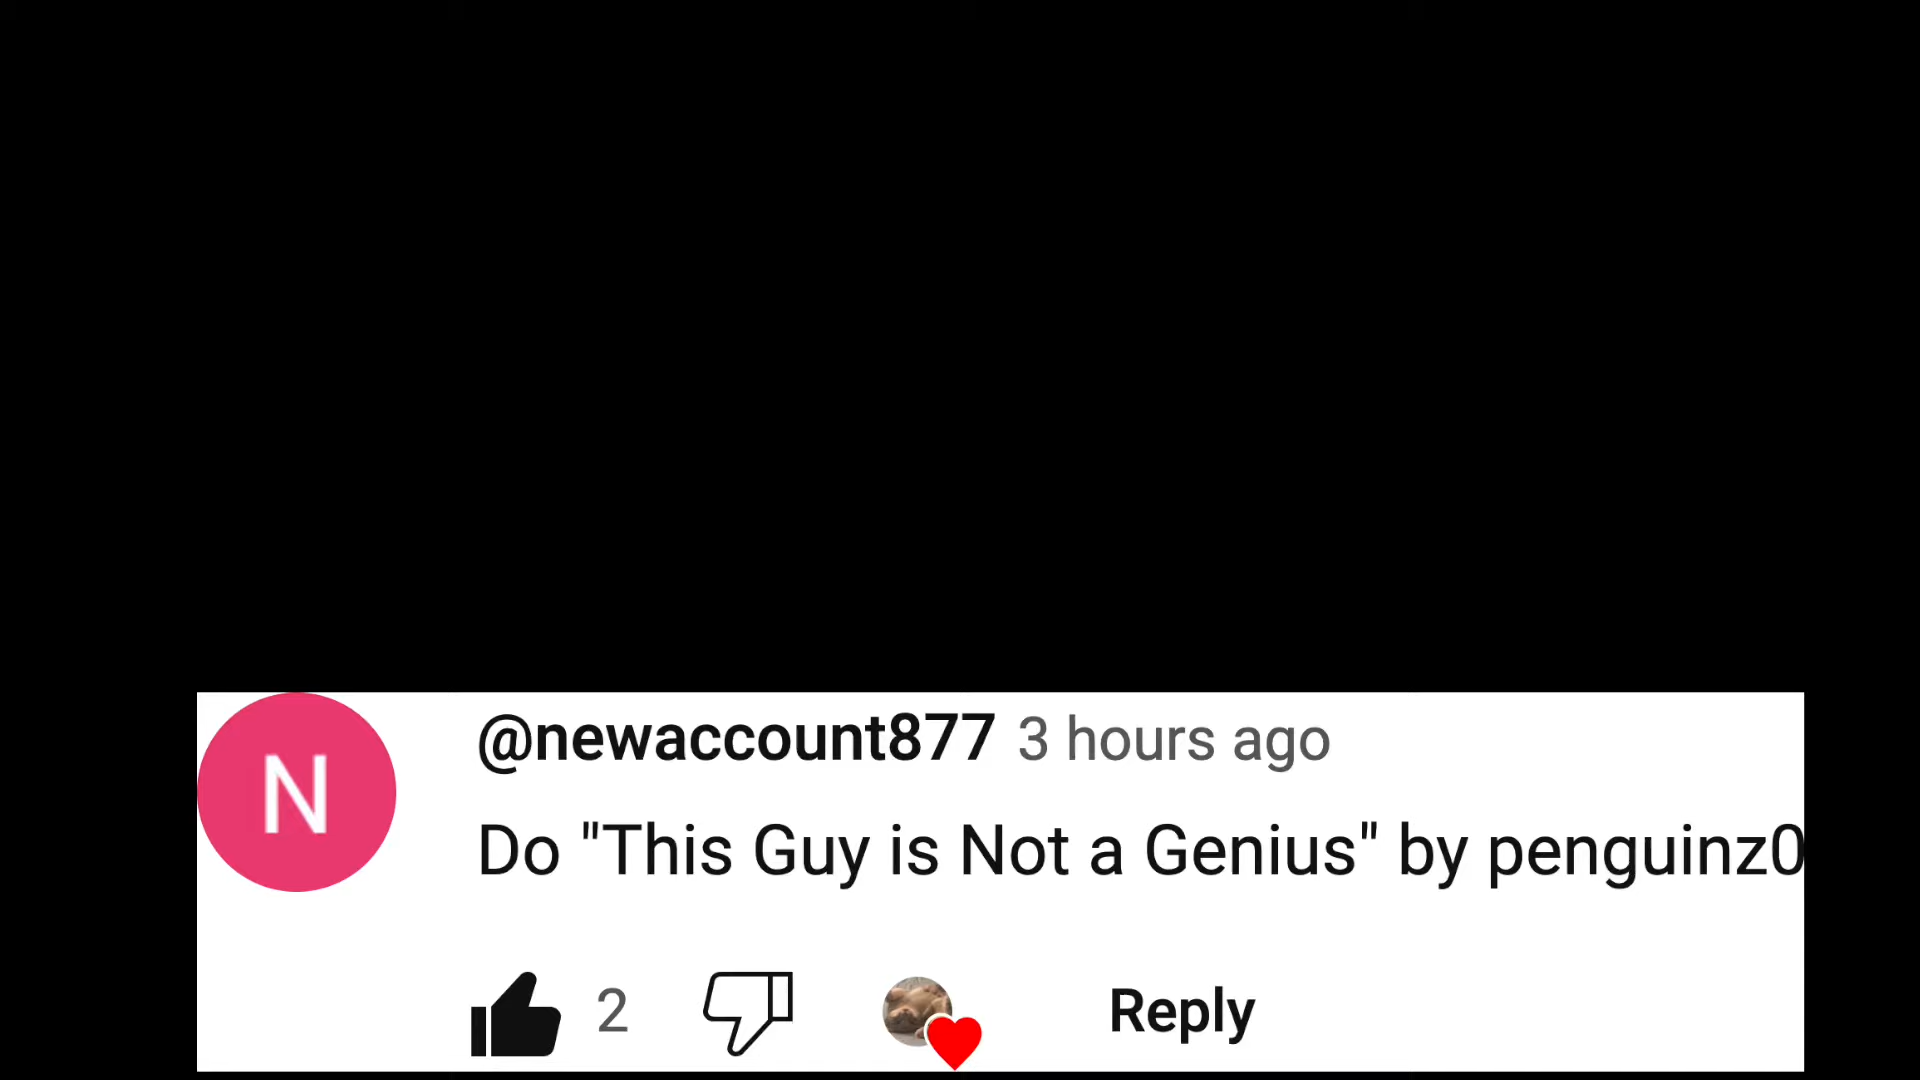 N
@newaccount877 3 hours ago
Do "This Guy is Not a Genius" by penguinz0
2
Reply